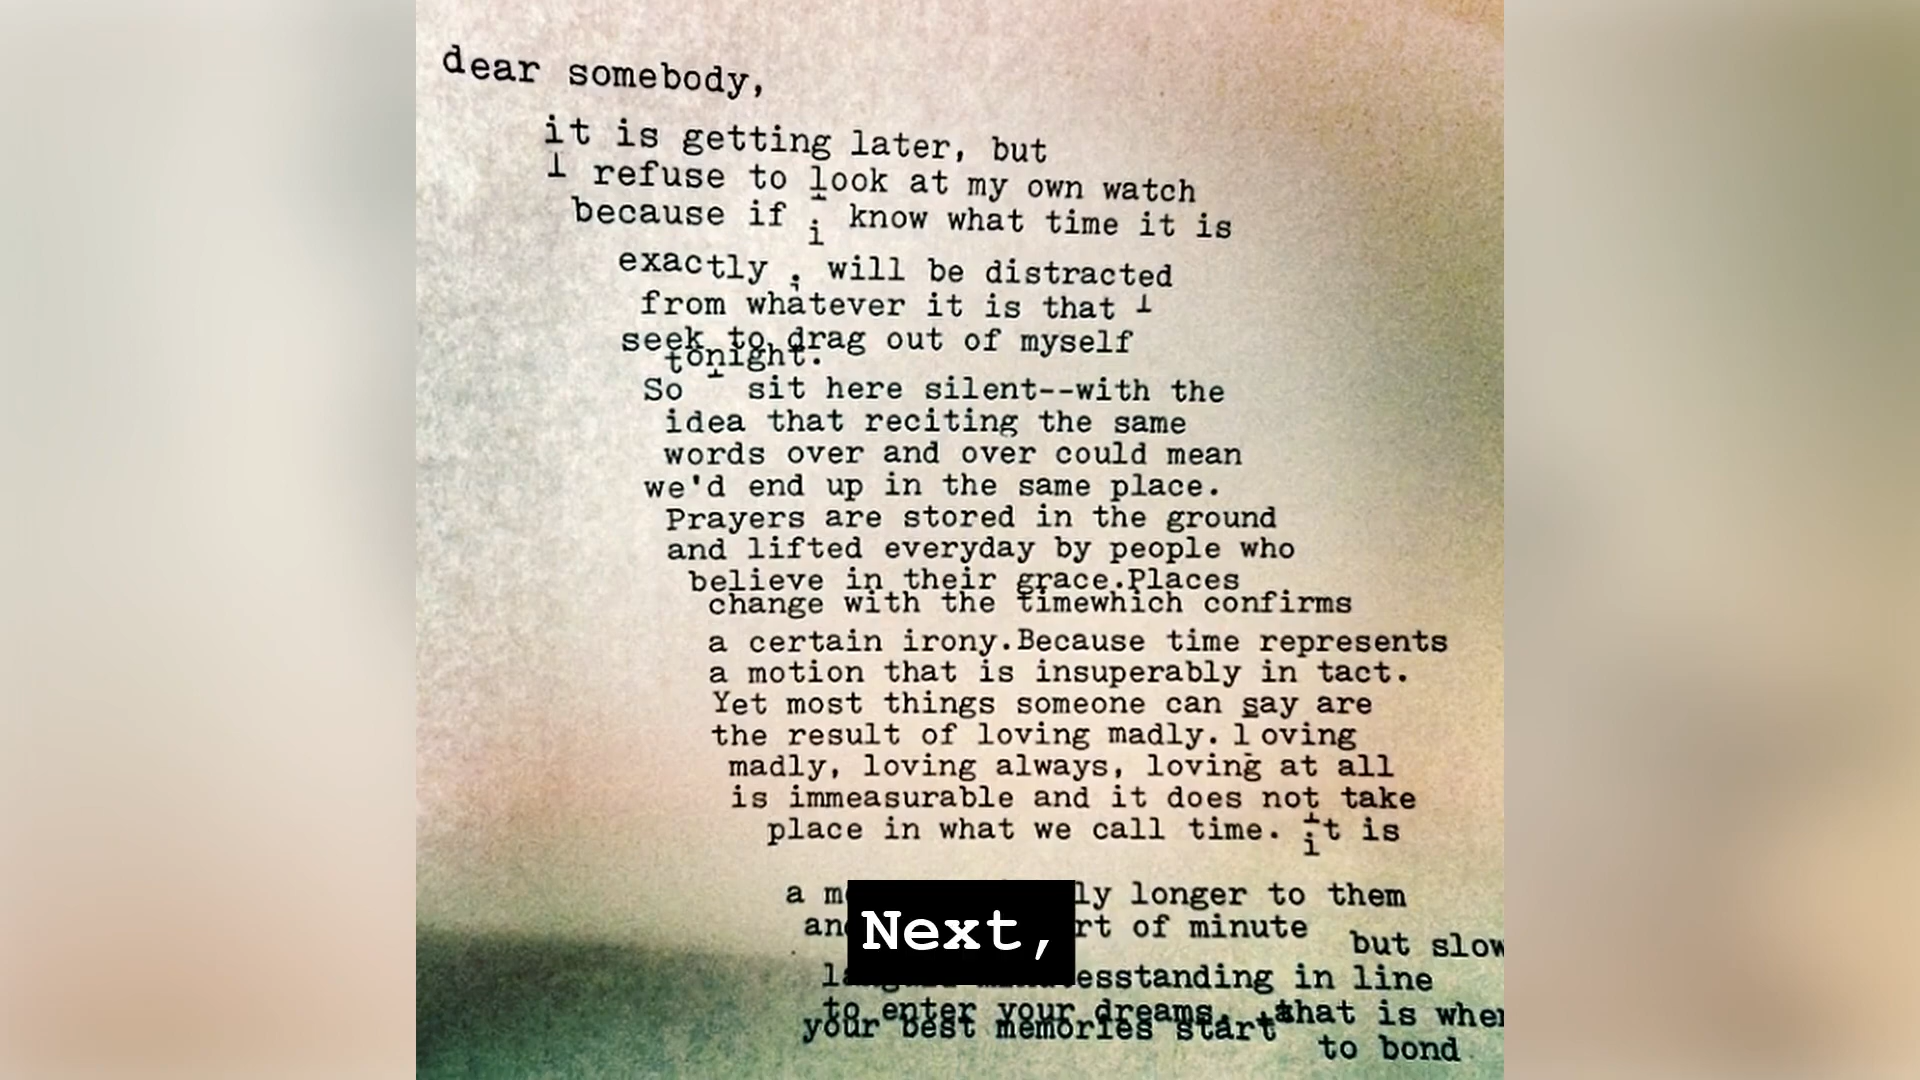 dear somebody,
it is getting later, but
I refuse to look at my own watch
because if i know what time it is
exactly i will be distracted
from whatever it is that I
seek to drag out of myself
tonight.
So I sit here silent--with the
idea that reciting the same
words over and over could mean
we'd end up in the same place.
Prayers are stored in the ground
and lifted everyday by people who
believe in their grace.Places
change with the timewhich confirms
a certain irony.Because time represents
a motion that is insuperably in tact.
Yet most things someone can say are
the result of loving madly. loving
madly, loving always, loving at all
is immeasurable and it does not take
place in what we call time. it is
a longer to them
of minute but slow
in line
to enter your dreams. that is when
your best memories start
to bond
Next,